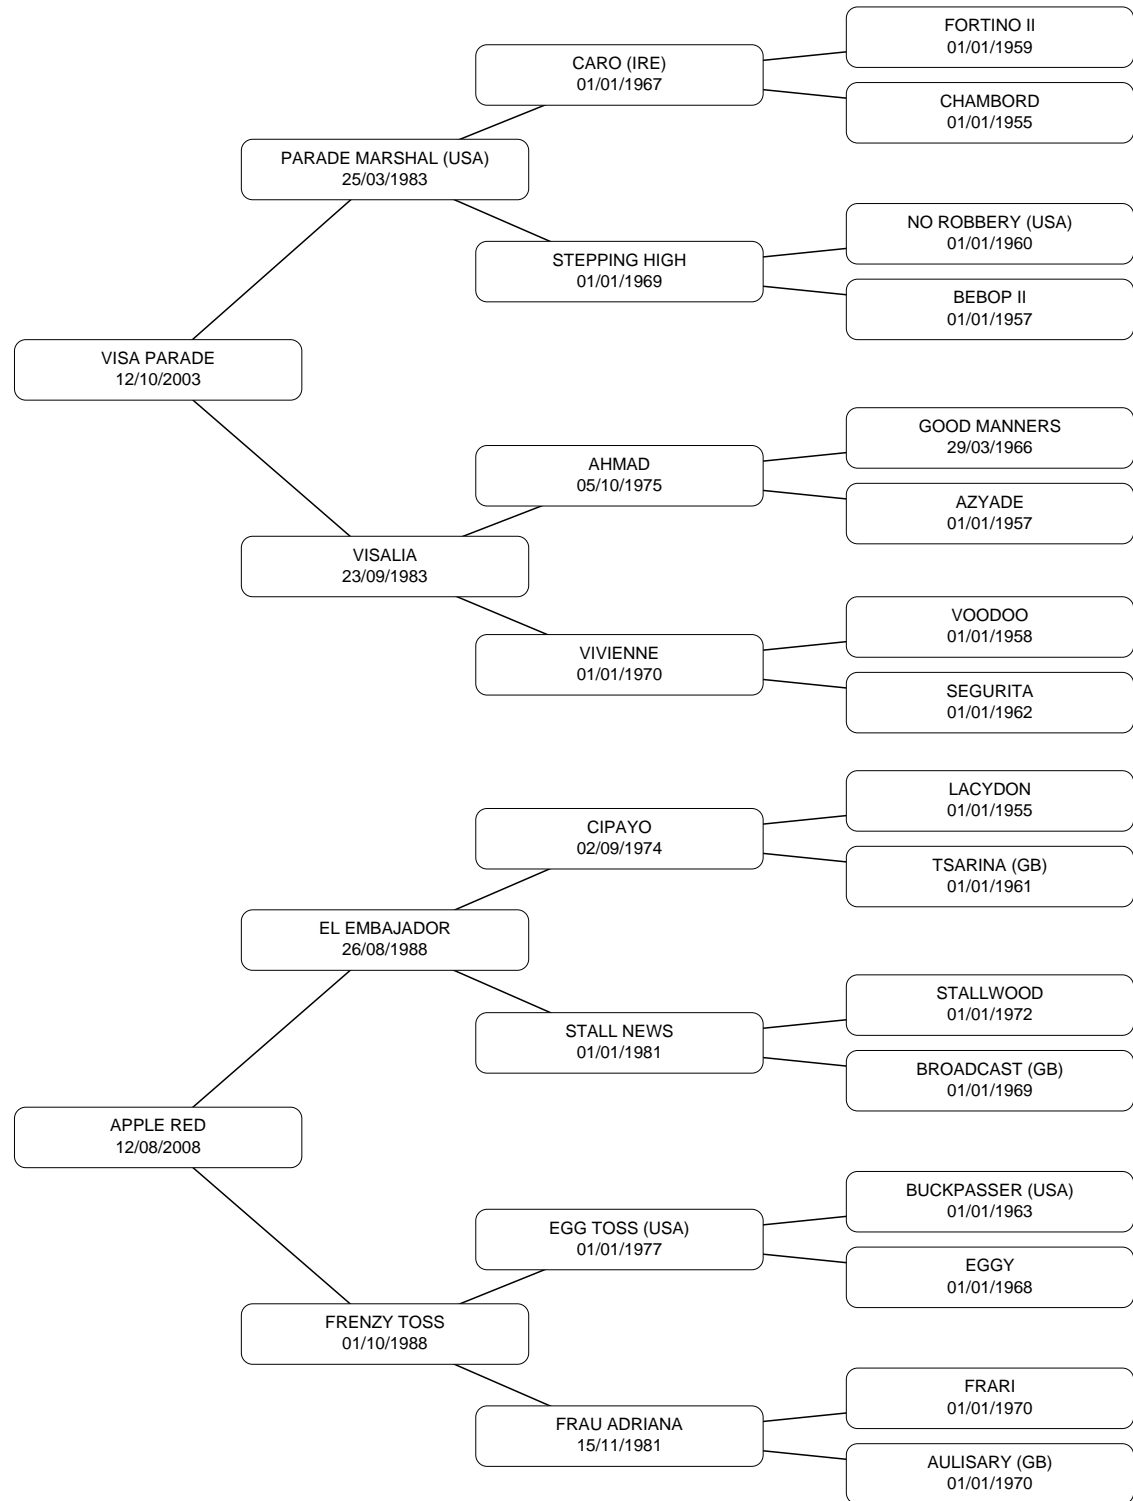 FORTINO II
01/01/1959
CARO (IRE)
01/01/1967
CHAMBORD
01/01/1955
PARADE MARSHAL (USA)
25/03/1983
NO ROBBERY (USA)
01/01/1960
STEPPING HIGH
01/01/1969
BEBOP II
01/01/1957
VISA PARADE
12/10/2003
GOOD MANNERS
29/03/1966
AHMAD
05/10/1975
AZYADE
01/01/1957
VISALIA
23/09/1983
VOODOO
01/01/1958
VIVIENNE
01/01/1970
SEGURITA
01/01/1962
LACYDON
01/01/1955
CIPAYO
02/09/1974
TSARINA (GB)
01/01/1961
EL EMBAJADOR
26/08/1988
STALLWOOD
01/01/1972
STALL NEWS
01/01/1981
BROADCAST (GB)
01/01/1969
APPLE RED
12/08/2008
BUCKPASSER (USA)
01/01/1963
EGG TOSS (USA)
01/01/1977
EGGY
01/01/1968
FRENZY TOSS
01/10/1988
FRARI
01/01/1970
FRAU ADRIANA
15/11/1981
AULISARY (GB)
01/01/1970